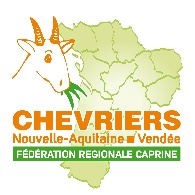 CHEVRIERS
Nouvelle-Aquitaine Vendée
FÉDÉRATION REGIONALE CAPRINE